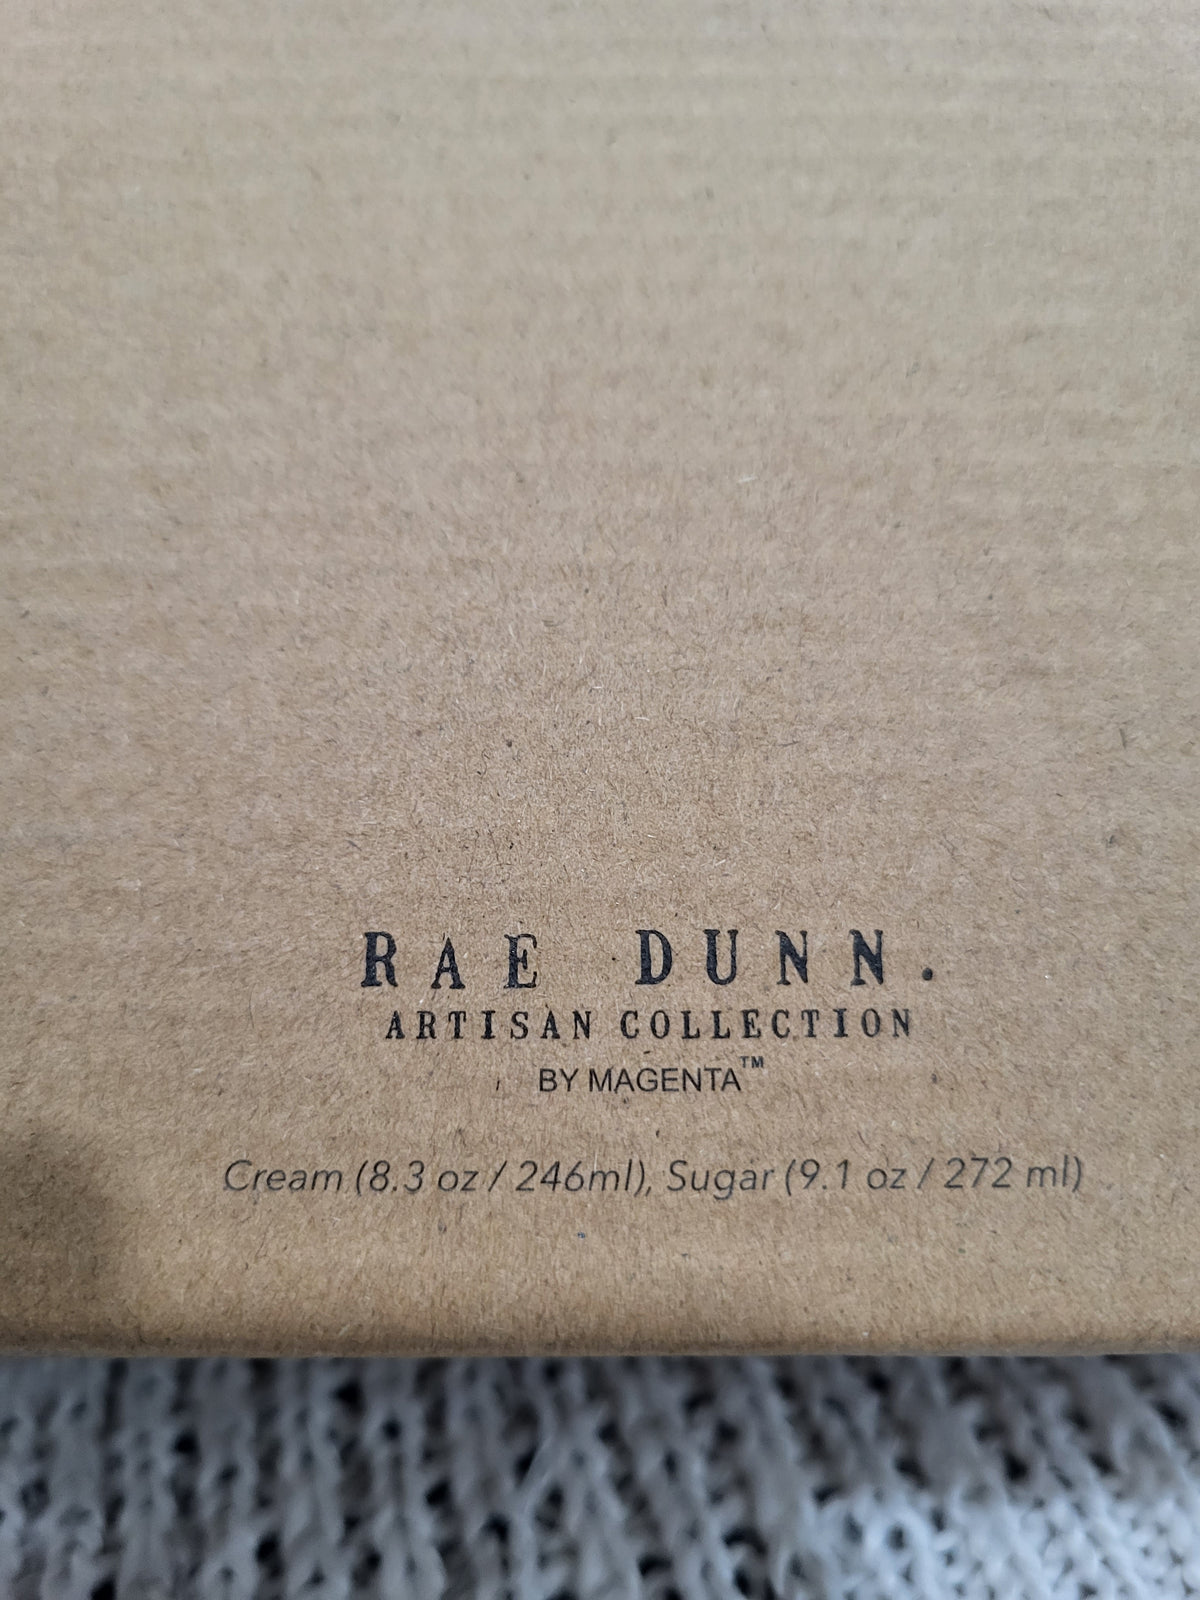 RAE DUNN.
ARTISAN COLLECTION
BY MAGENTA™
Cream (8.3 oz / 246ml), Sugar (9.1 oz / 272 ml)